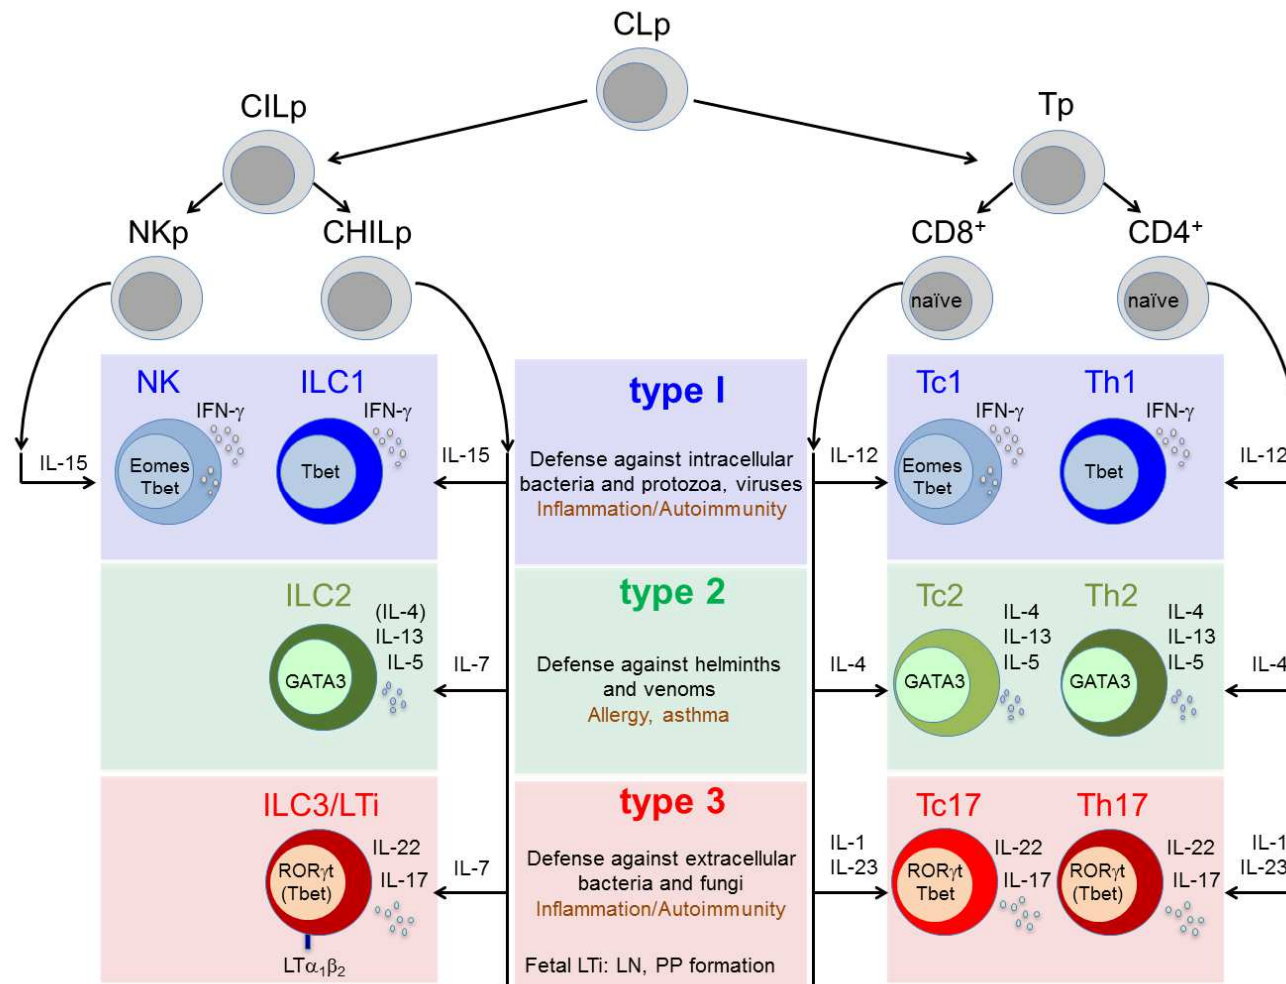 CLp
CILp
Tp
NKp
CHILp
CD8⁺
CD4⁺
naïve
naïve
NK
ILC1
type I
Tc1
Th1
IFN-γ
IFN-γ
IFN-γ
IFN-γ
IL-15
Eomes
Tbet
Tbet
IL-15
Defense against intracellular
bacteria and protozoa, viruses
Inflammation/Autoimmunity
IL-12
Eomes
Tbet
Tbet
IL-12
ILC2
type 2
Tc2
Th2
(IL-4)
IL-13
IL-5
GATA3
IL-7
Defense against helminths
and venoms
Allergy, asthma
IL-4
GATA3
IL-4
IL-13
IL-5
GATA3
IL-4
IL-13
IL-5
IL-4
ILC3/LTi
type 3
Tc17
Th17
RORγt
(Tbet)
IL-22
IL-17
LTα₁β₂
IL-7
Defense against extracellular
bacteria and fungi
Inflammation/Autoimmunity
Fetal LTi: LN, PP formation
IL-1
IL-23
RORγt
Tbet
IL-22
IL-17
RORγt
(Tbet)
IL-22
IL-17
IL-1
IL-23